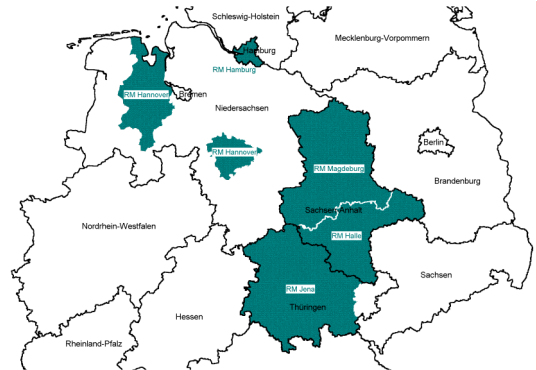 Schleswig-Holstein
Mecklenburg-Vorpommern
Hamburg
RM Hamburg
RM Hannover
Bremen
Niedersachsen
Berlin
RM Hannover
RM Magdeburg
Brandenburg
Sachsen-Anhalt
Nordrhein-Westfalen
RM Halle
Sachsen
RM Jena
Thüringen
Hessen
Rheinland-Pfalz